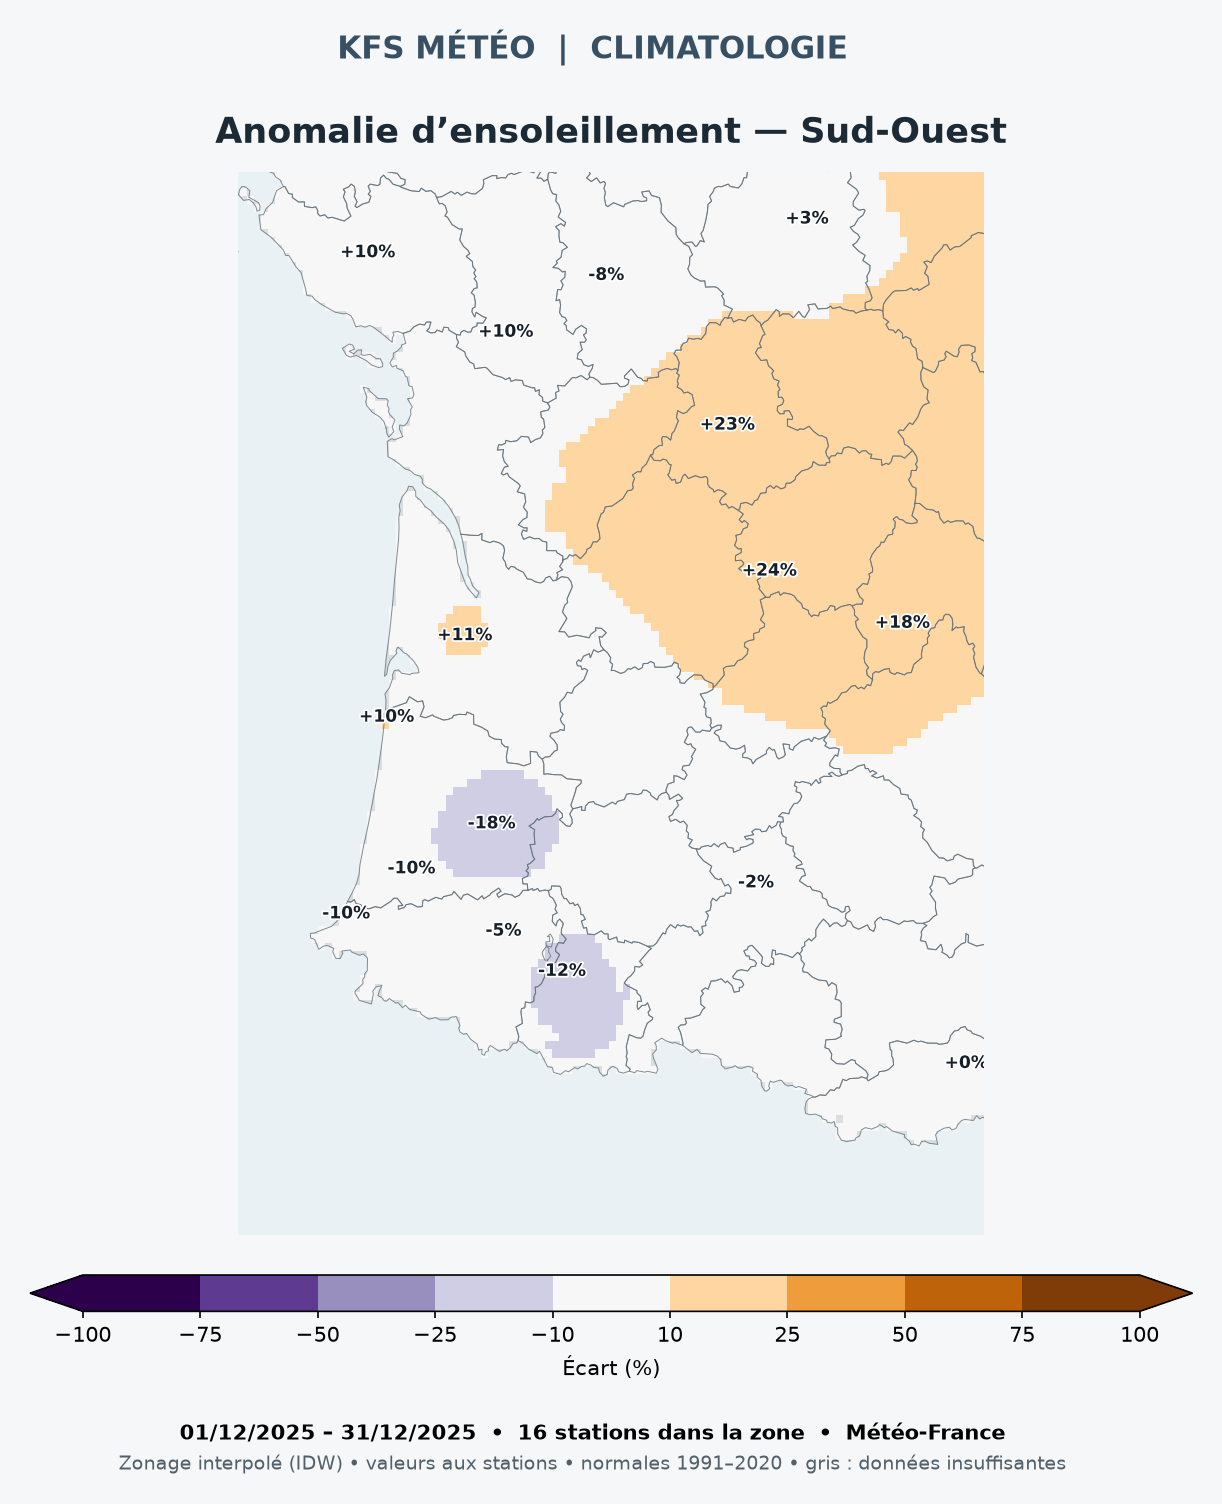 KFS MÉTÉO | CLIMATOLOGIE
Anomalie d’ensoleillement — Sud-Ouest
+3%
+10%
-8%
+10%
+23%
+24%
+18%
+11%
+10%
-18%
-10%
-2%
-10%
-5%
-12%
+0%
−100 −75 −50 −25 −10 10 25 50 75 100
Écart (%)
01/12/2025 – 31/12/2025 • 16 stations dans la zone • Météo-France
Zonage interpolé (IDW) • valeurs aux stations • normales 1991–2020 • gris : données insuffisantes